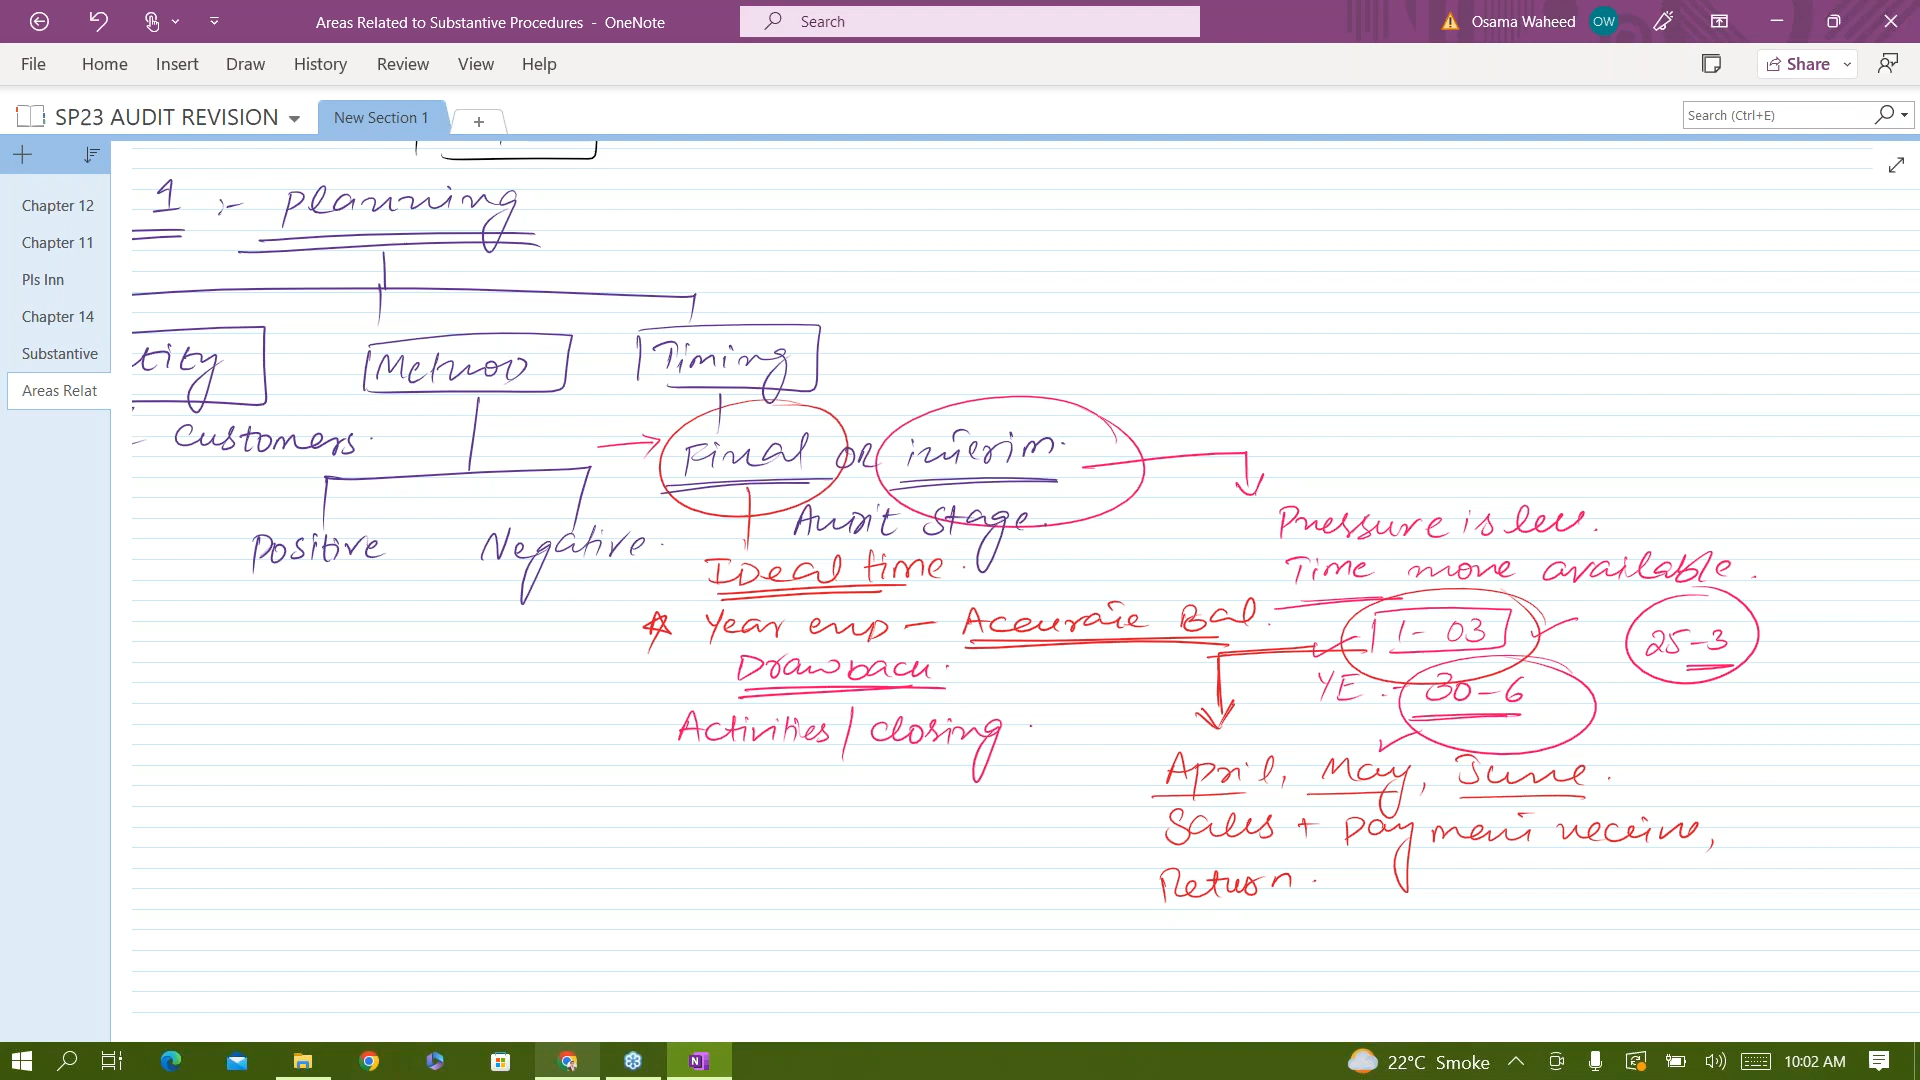 Areas Related to Substantive Procedures - OneNote
Search
Osama Waheed OW
File Home Insert Draw History Review View Help
Share
SP23 AUDIT REVISION
New Section 1
+
Search (Ctrl+E)
Chapter 12
Chapter 11
Pls Inn
Chapter 14
Substantive
Areas Relat
1 :- Planning
tity
Method
Timing
- Customers.
Final OR interim.
Audit Stage.
Positive Negative.
Ideal time.
Year end - Accurate Bal.
Drawback.
Activities / closing.
Pressure is less.
Time more available.
1-03
25-3
YE :- 30-6
April, May, June.
Sales + Payment receive,
Return.
22°C Smoke
10:02 AM